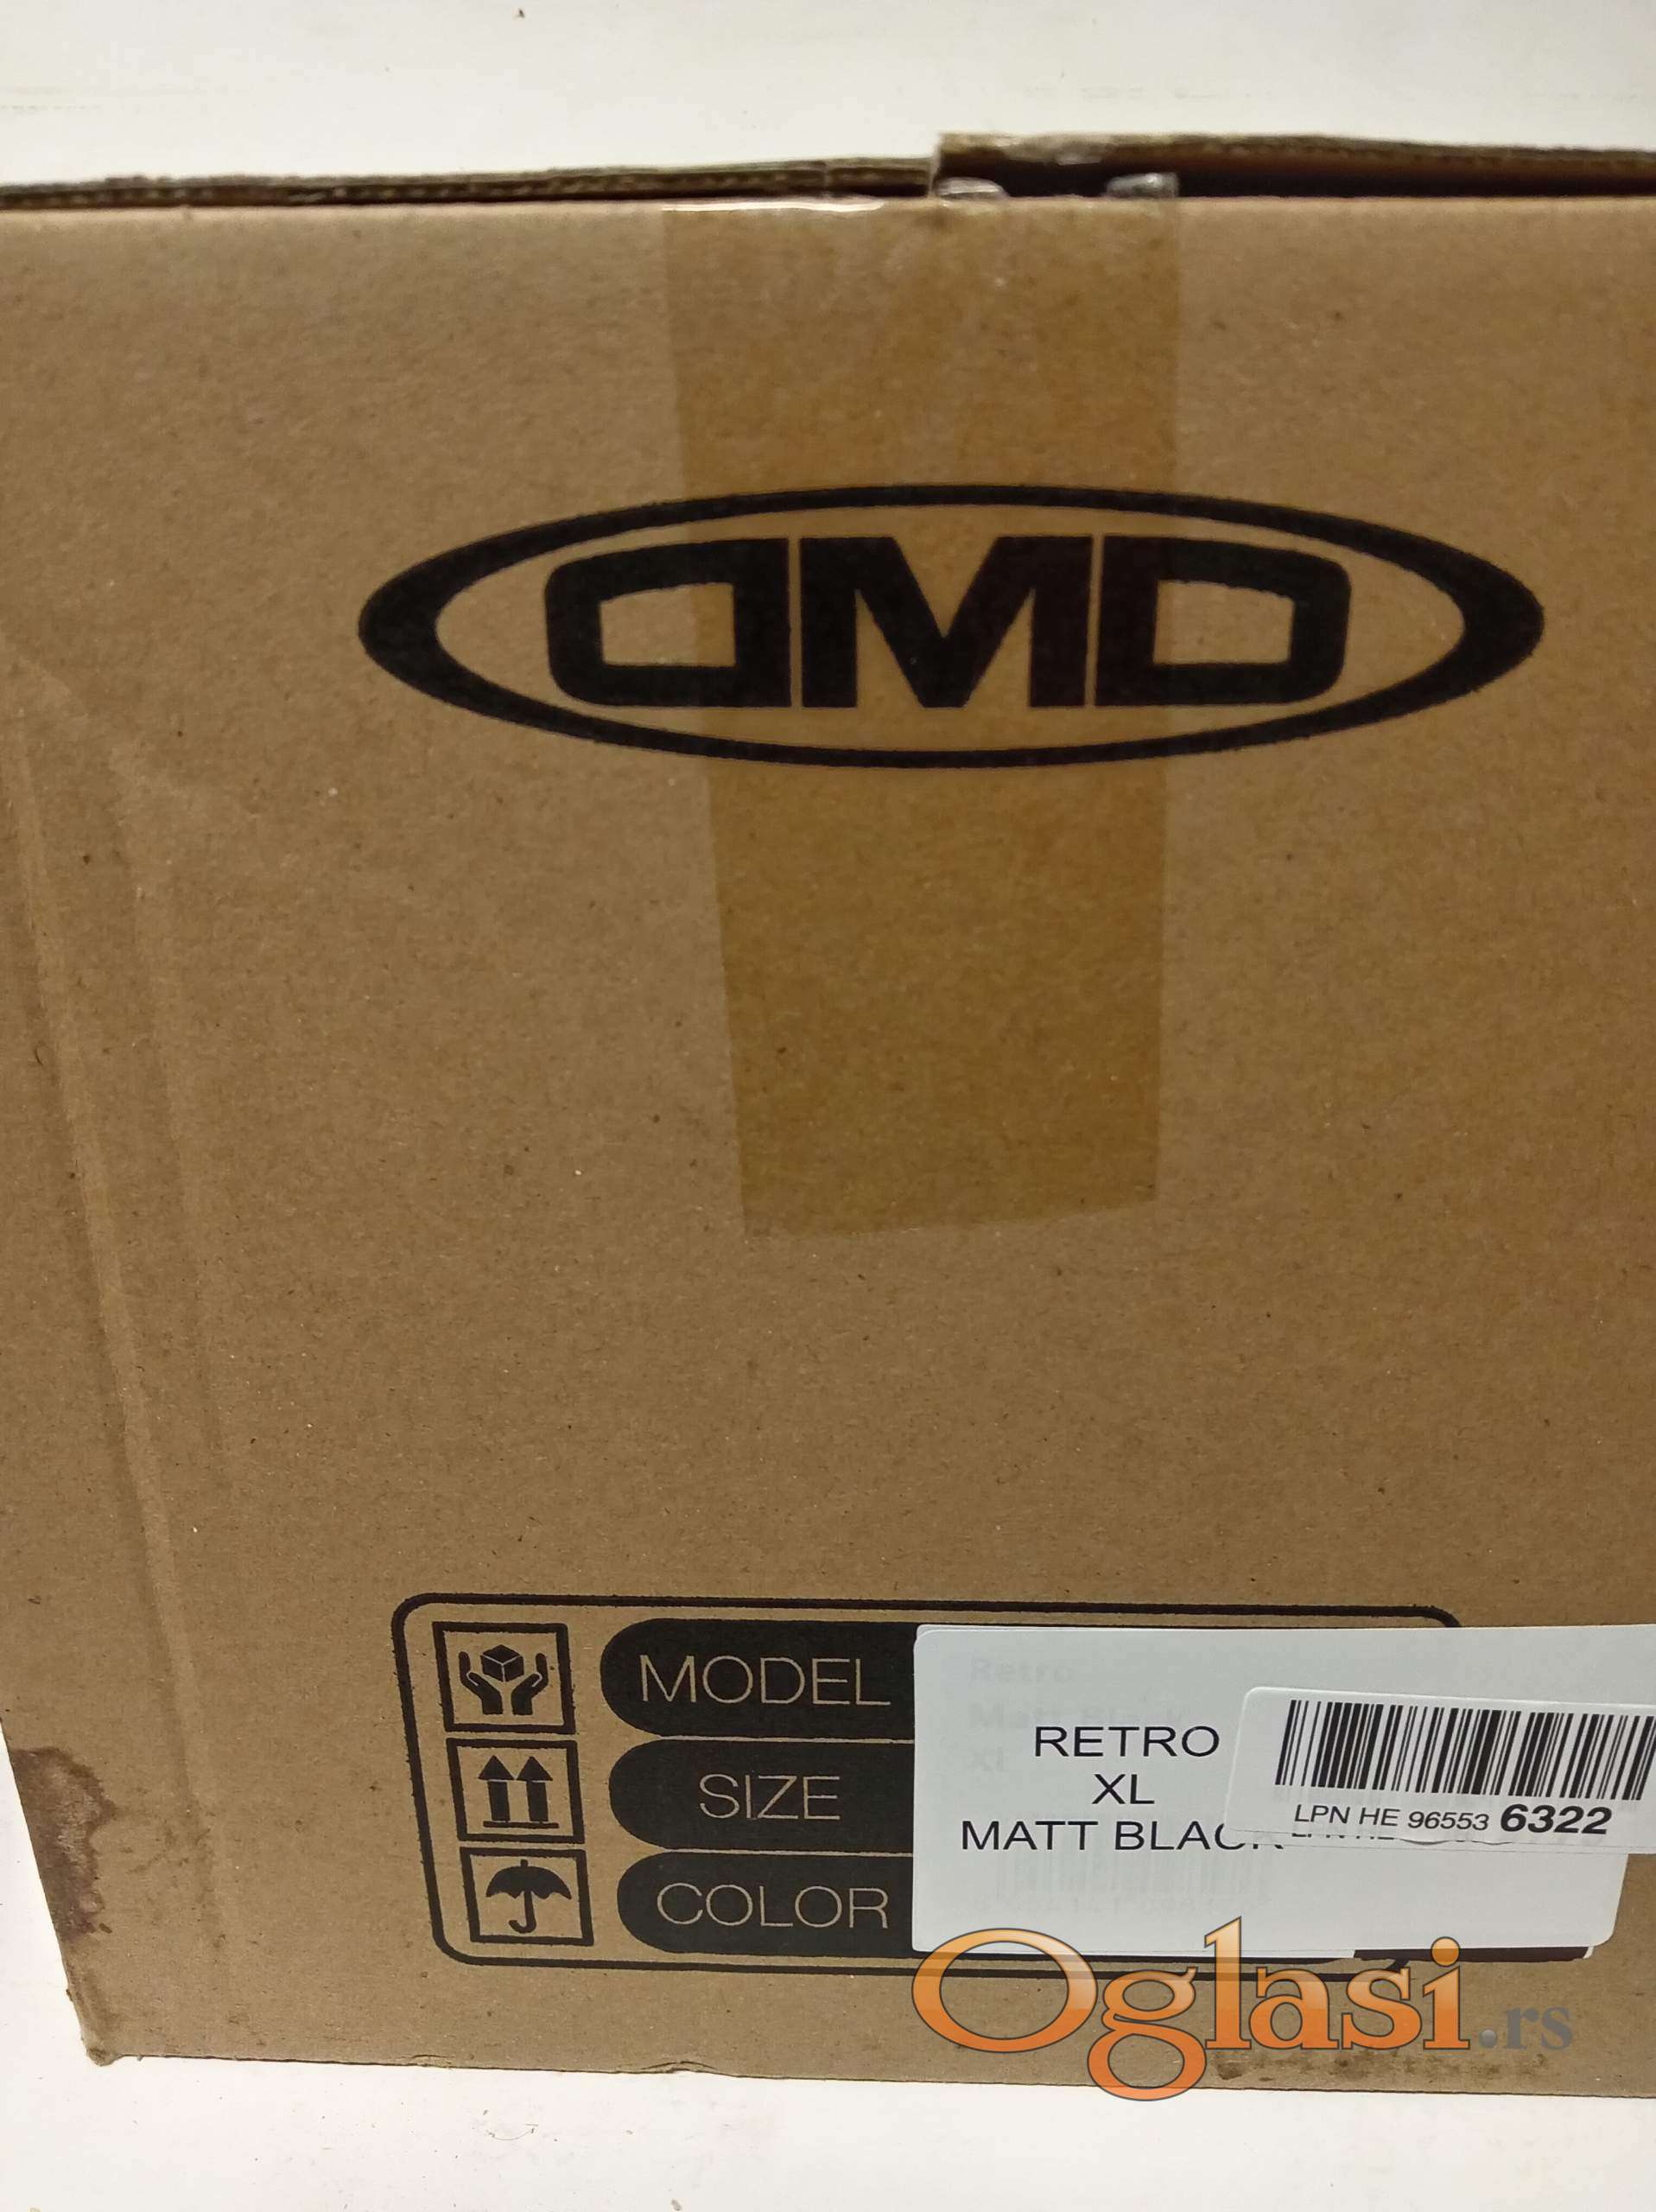 DMD
MODEL
SIZE
COLOR
RETRO
XL
MATT BLACK
LPN HE 96553 6322
Oglasi.rs